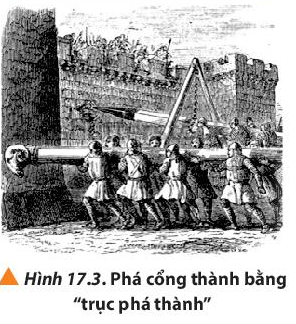 Hình 17.3. Phá cổng thành bằng
“trục phá thành”